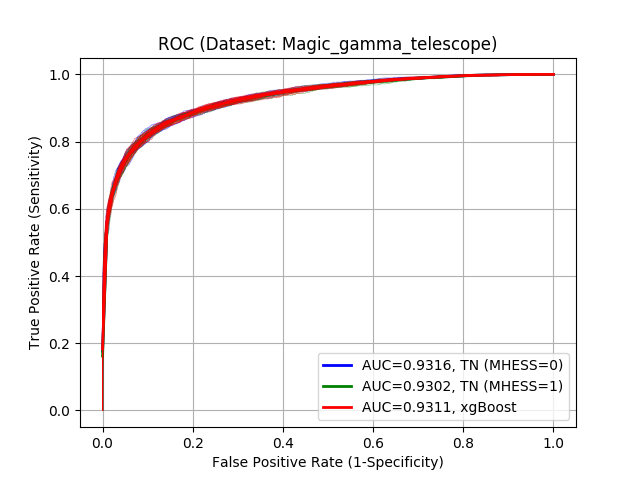 ROC (Dataset: Magic_gamma_telescope)
True Positive Rate (Sensitivity)
1.0
0.8
0.6
0.4
0.2
0.0
AUC=0.9316, TN (MHESS=0)
AUC=0.9302, TN (MHESS=1)
AUC=0.9311, xgBoost
0.0 0.2 0.4 0.6 0.8 1.0
False Positive Rate (1-Specificity)